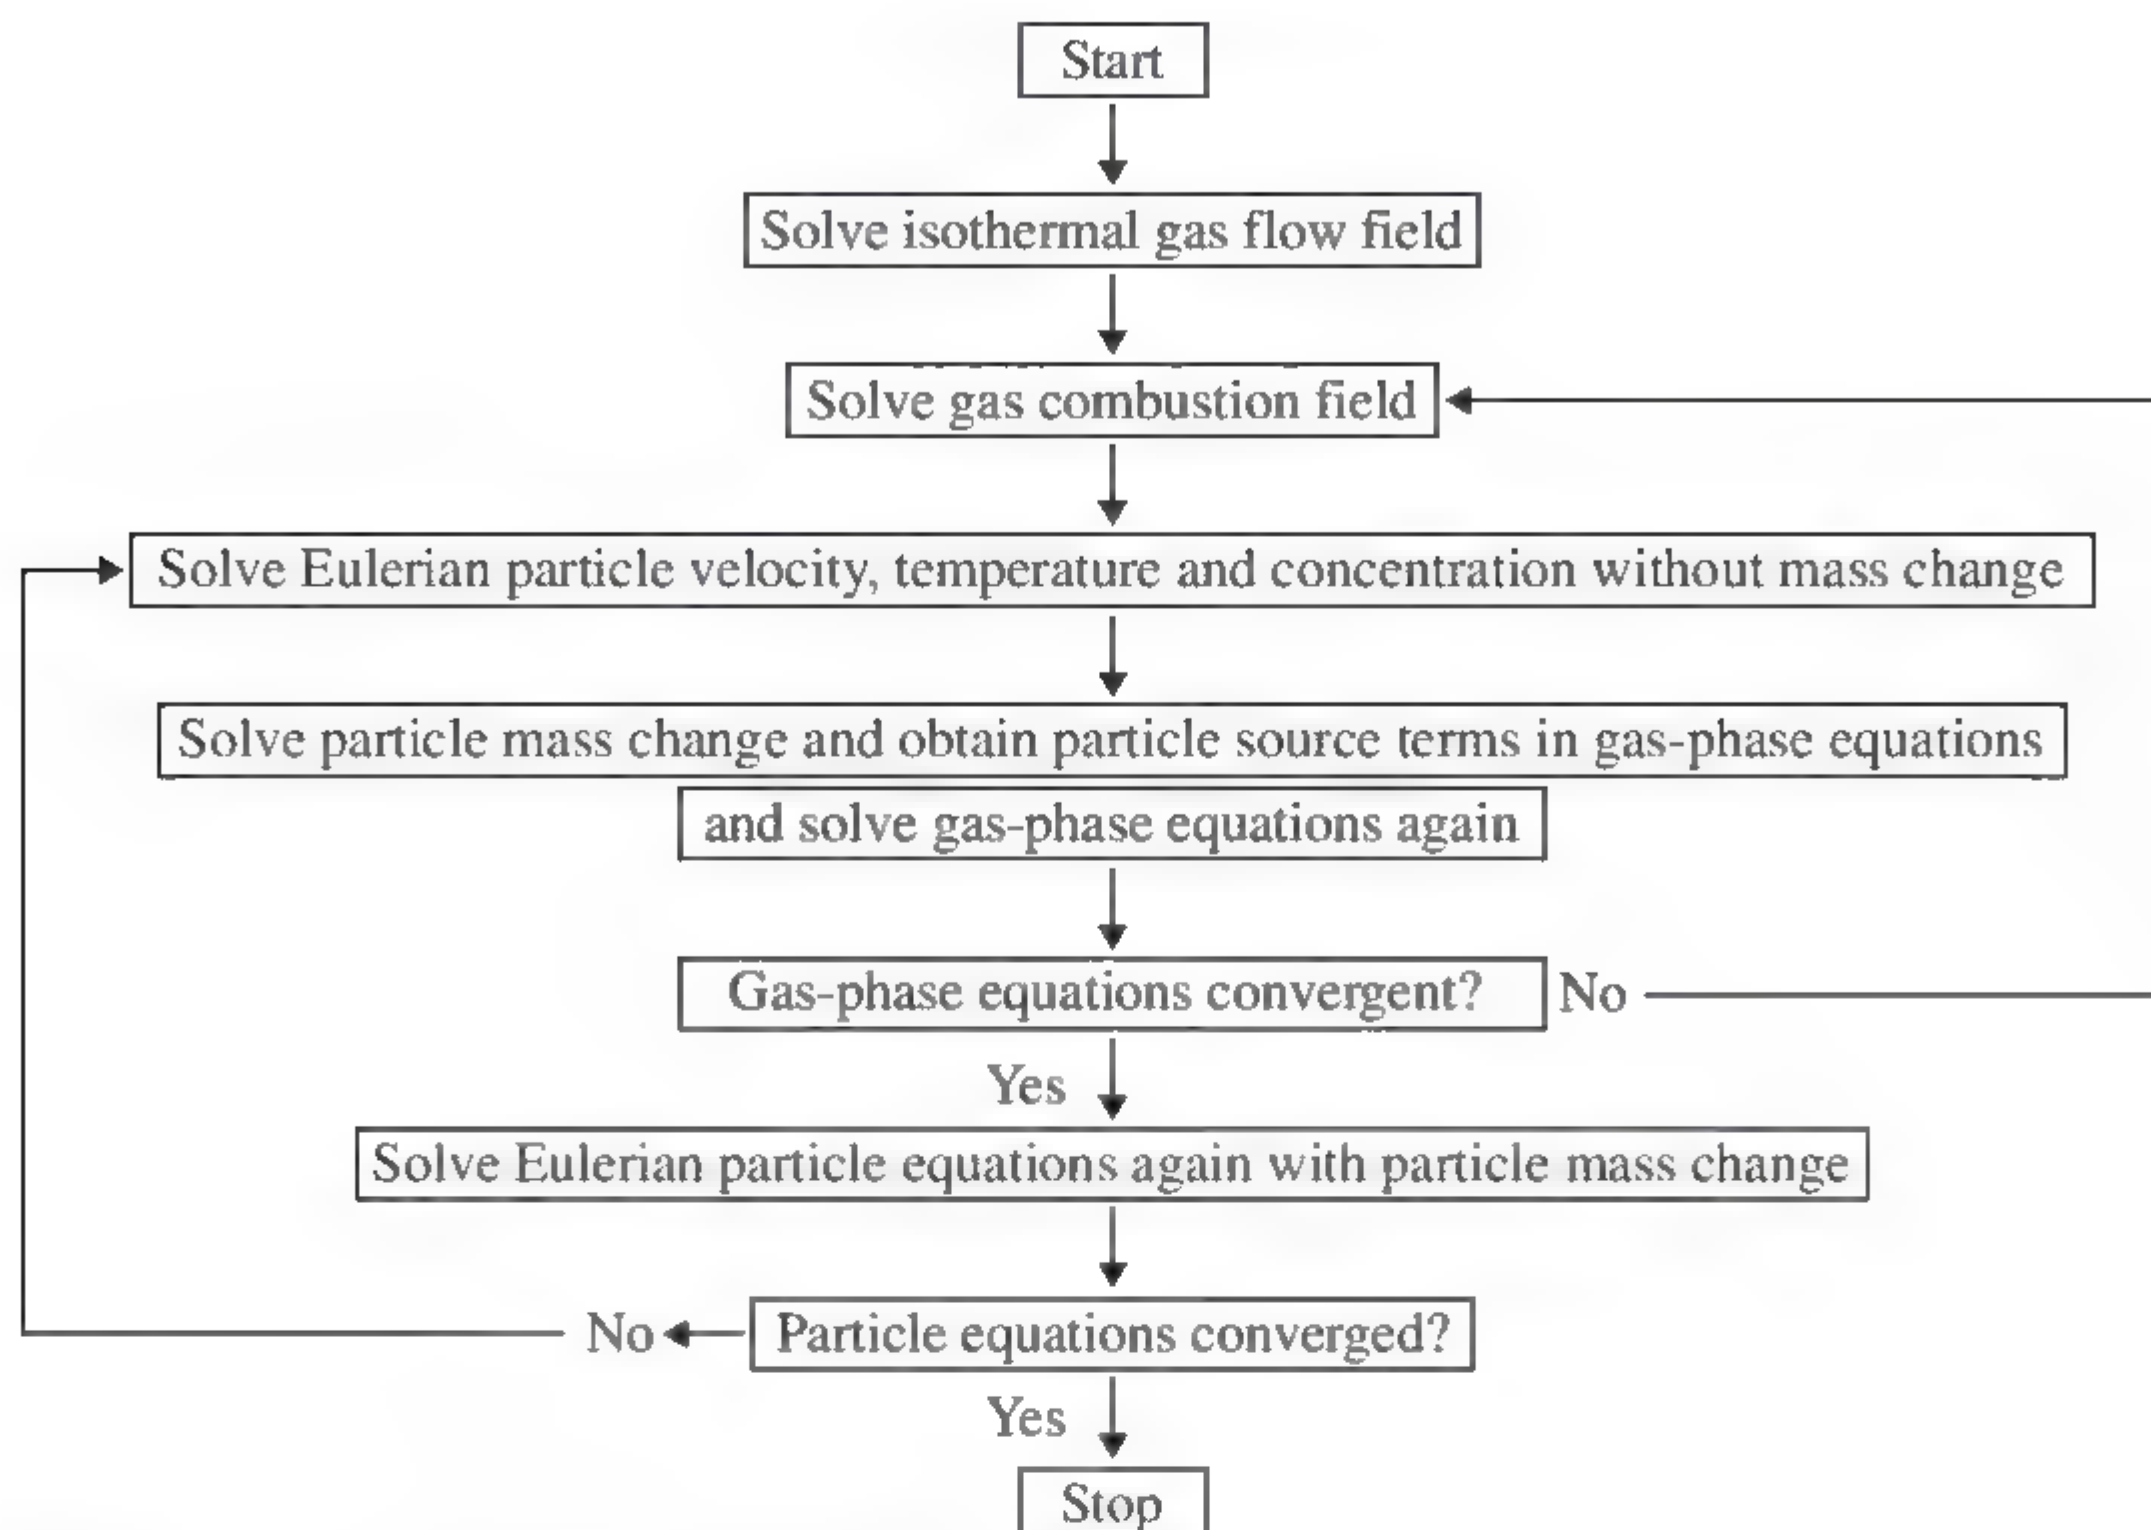 Start
Solve isothermal gas flow field
Solve gas combustion field
Solve Eulerian particle velocity, temperature and concentration without mass change
Solve particle mass change and obtain particle source terms in gas-phase equations
and solve gas-phase equations again
Gas-phase equations convergent? No
Yes
Solve Eulerian particle equations again with particle mass change
No Particle equations converged?
Yes
Stop